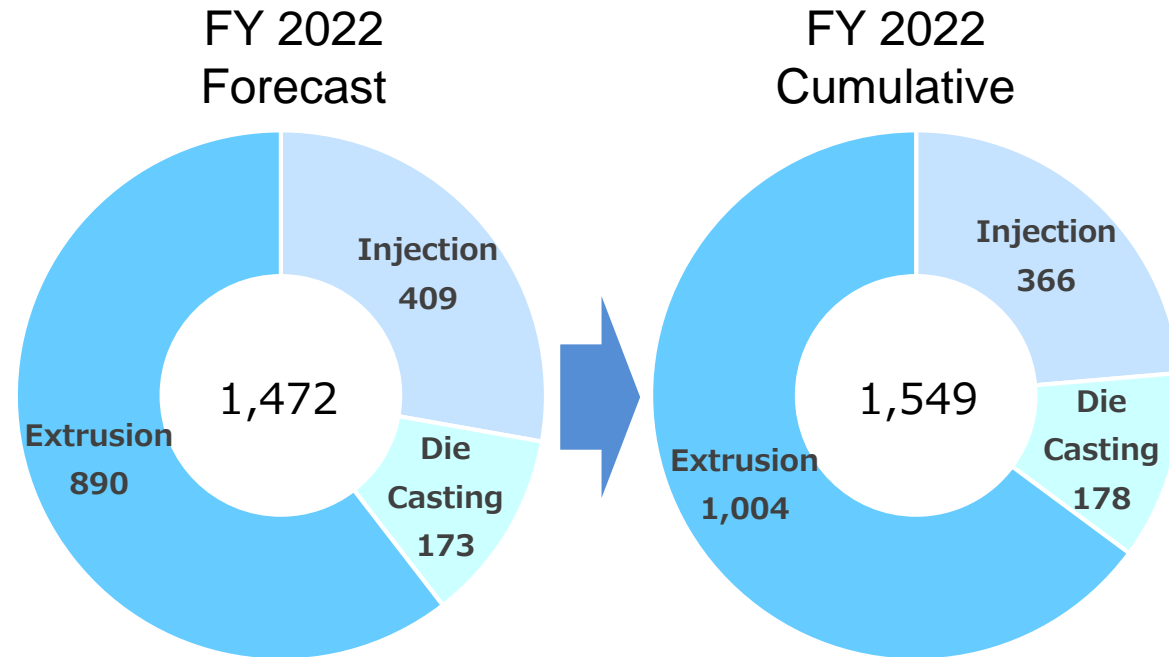 FY 2022
Forecast
Injection
409
1,472
Extrusion
890
Die
Casting
173
FY 2022
Cumulative
Injection
366
1,549
Die
Casting
178
Extrusion
1,004